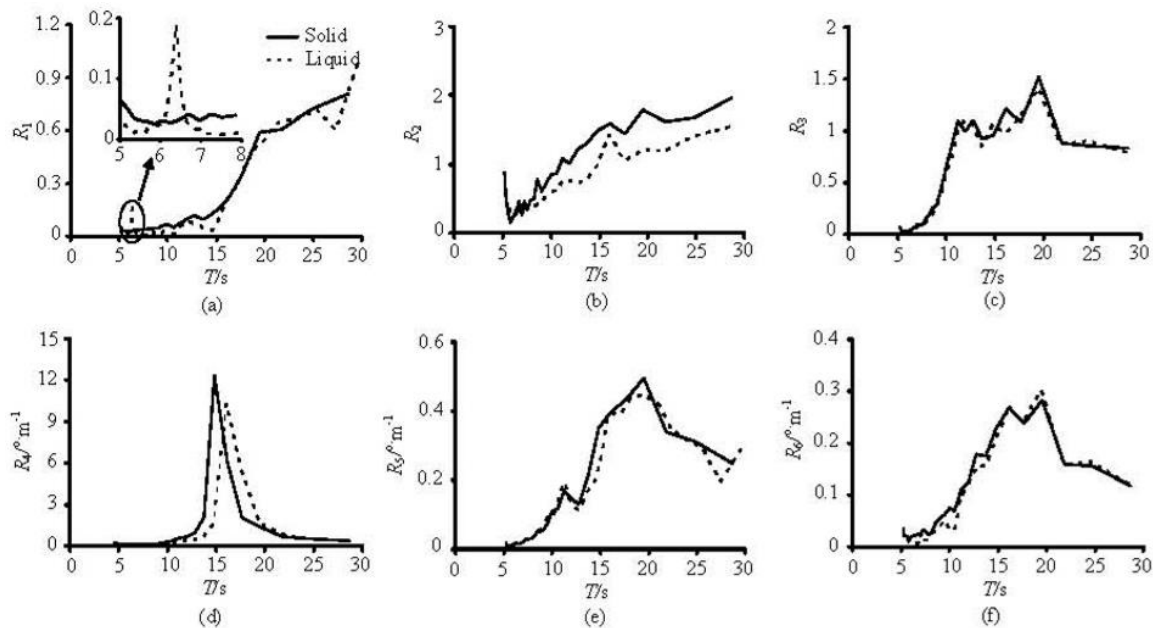 0.2
0.1
0
5 6 7 8
Solid
Liquid
R1
1.2
0.9
0.6
0.3
0
0 5 10 15 20 25 30
T/s
(a)
R2
3
2
1
0
0 5 10 15 20 25 30
T/s
(b)
R3
2
1.5
1
0.5
0
0 5 10 15 20 25 30
T/s
(c)
R4/°·m-1
15
12
9
6
3
0
0 5 10 15 20 25 30
T/s
(d)
R5/°·m-1
0.6
0.4
0.2
0
0 5 10 15 20 25 30
T/s
(e)
R6/°·m-1
0.4
0.3
0.2
0.1
0
0 5 10 15 20 25 30
T/s
(f)